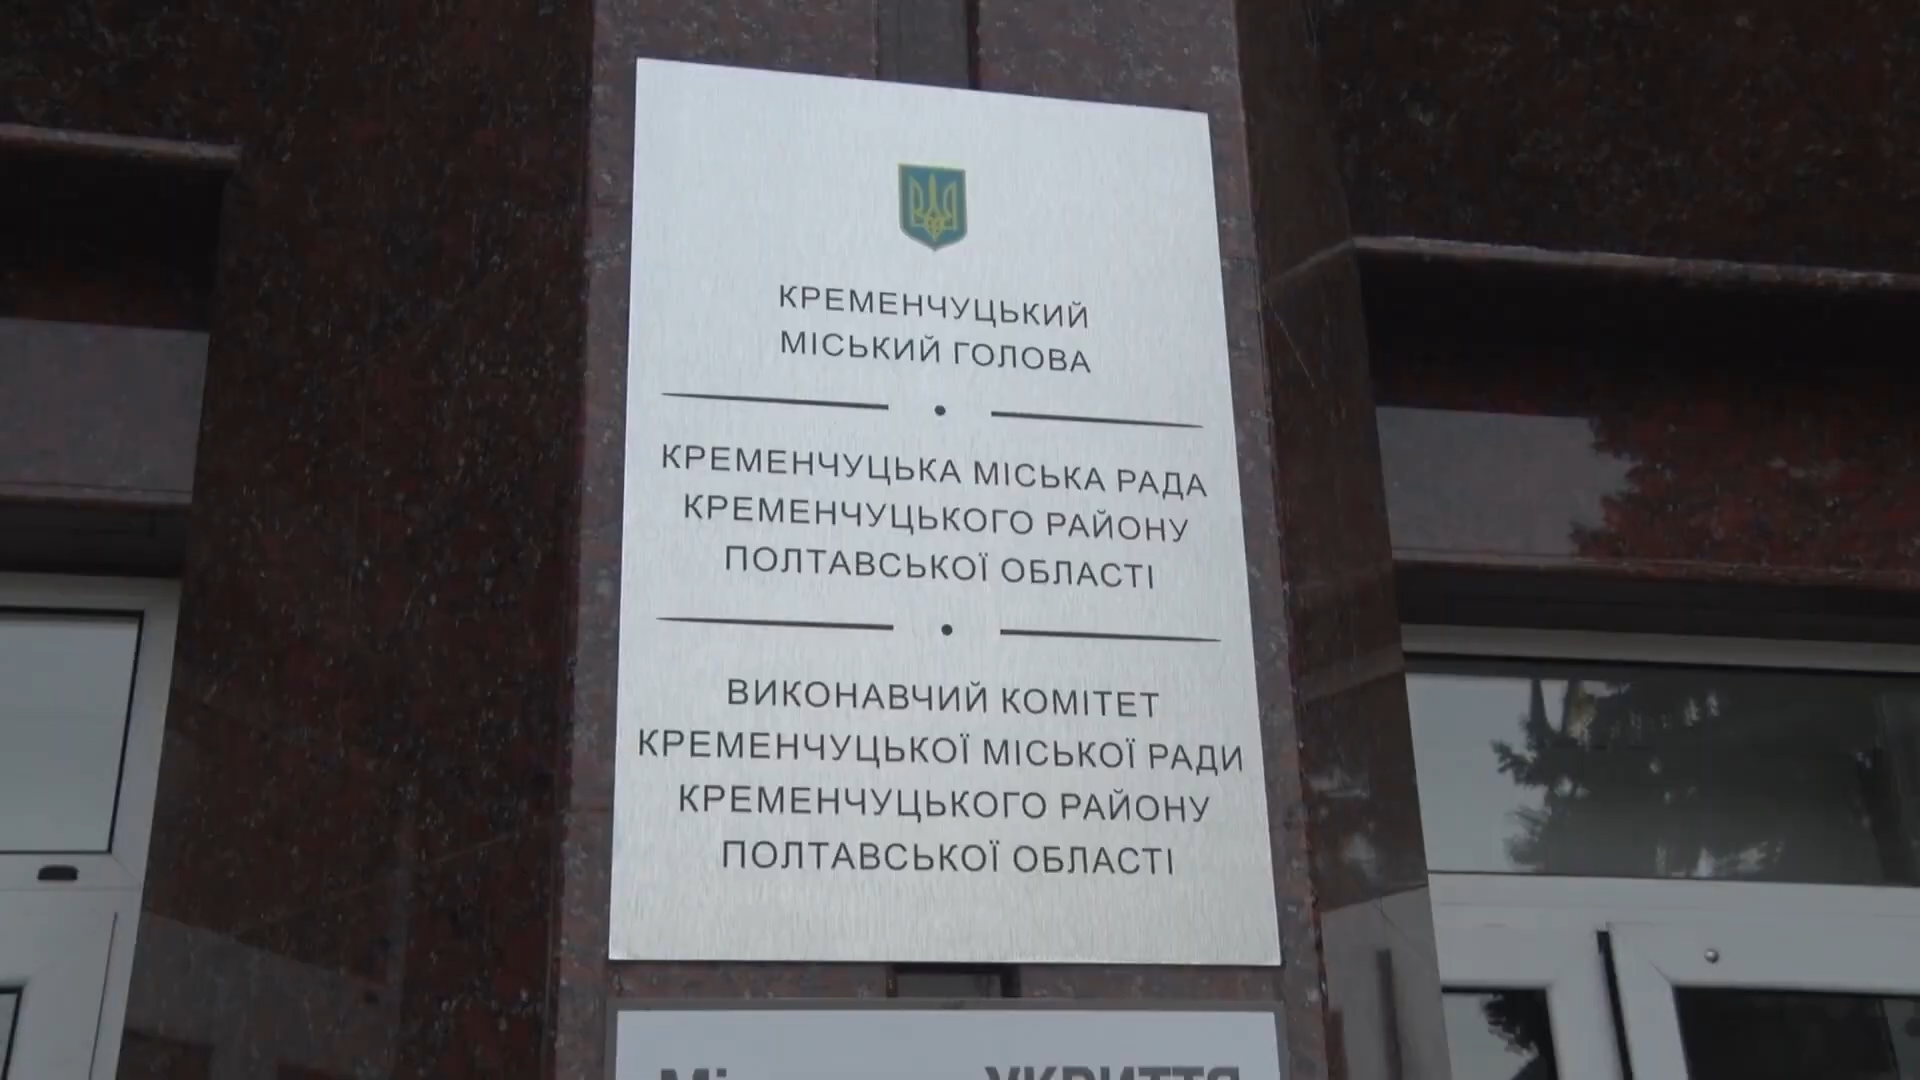 КРЕМЕНЧУЦЬКИЙ
МІСЬКИЙ ГОЛОВА
КРЕМЕНЧУЦЬКА МІСЬКА РАДА
КРЕМЕНЧУЦЬКОГО РАЙОНУ
ПОЛТАВСЬКОЇ ОБЛАСТІ
ВИКОНАВЧИЙ КОМІТЕТ
КРЕМЕНЧУЦЬКОЇ МІСЬКОЇ РАДИ
КРЕМЕНЧУЦЬКОГО РАЙОНУ
ПОЛТАВСЬКОЇ ОБЛАСТІ
УКРИТТЯ